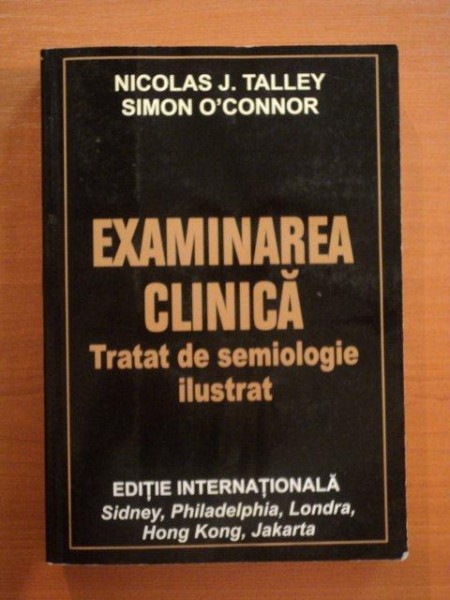 NICOLAS J. TALLEY
SIMON O'CONNOR
EXAMINAREA
CLINICĂ
Tratat de semiologie
ilustrat
EDIȚIE INTERNAȚIONALĂ
Sidney, Philadelphia, Londra,
Hong Kong, Jakarta